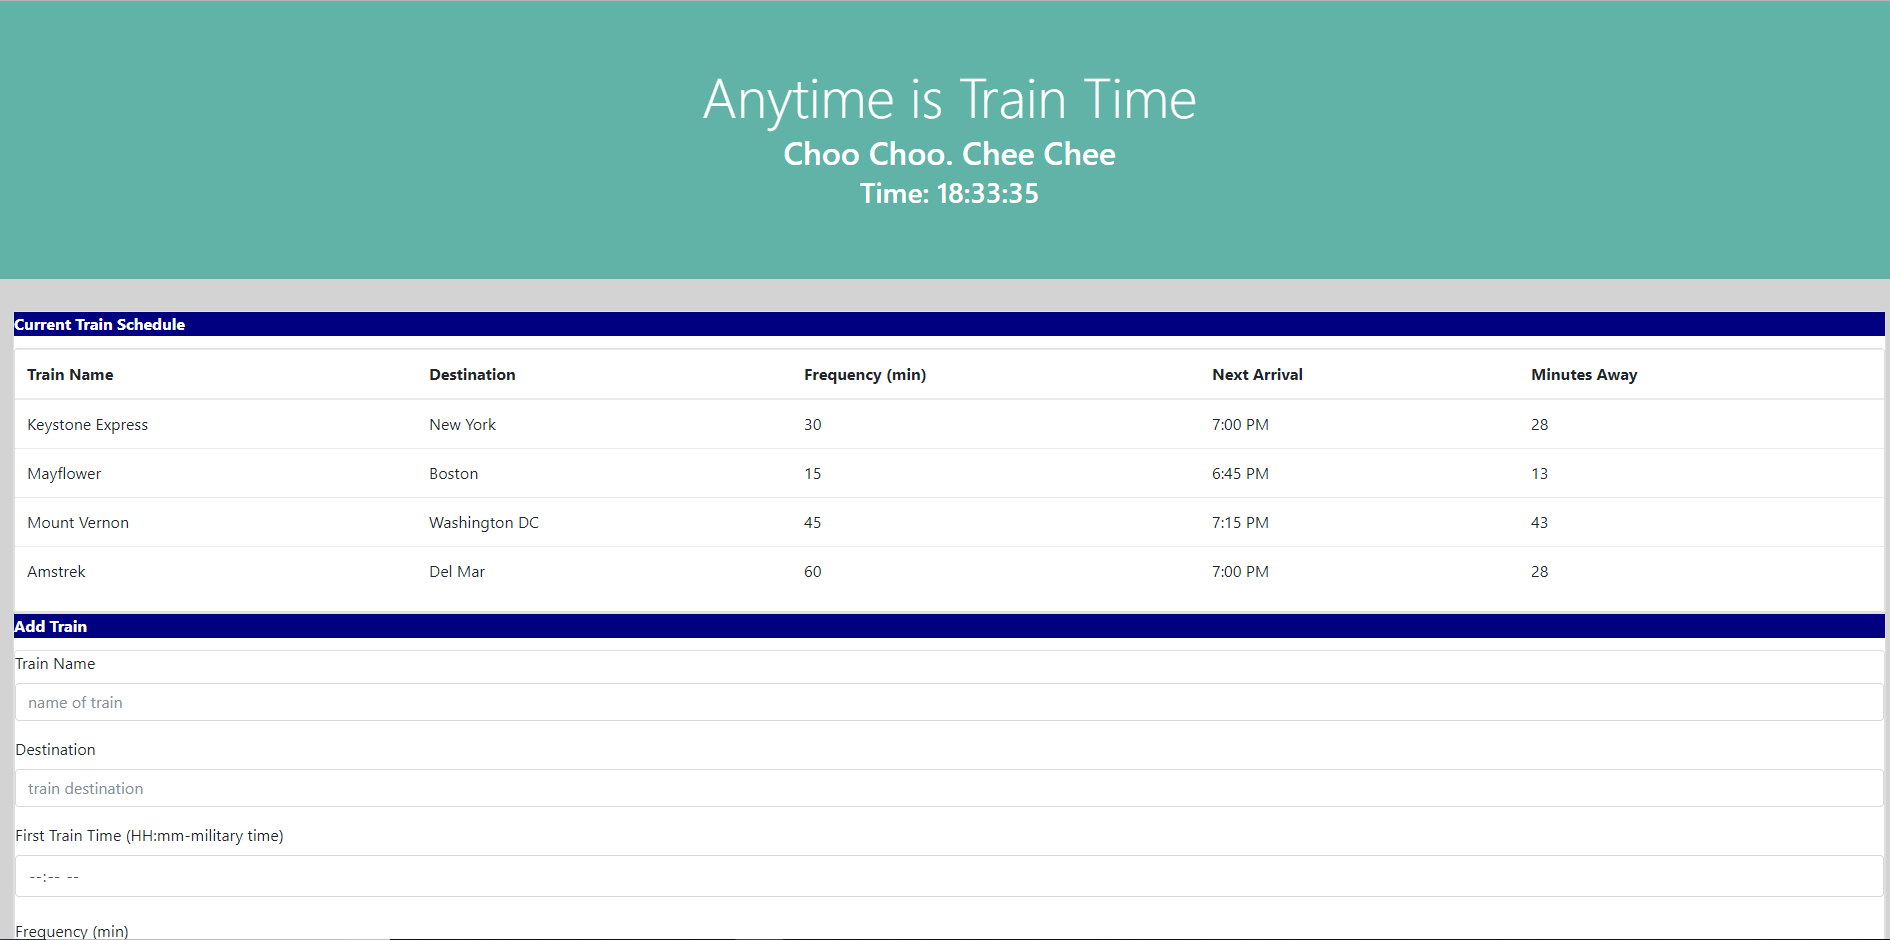 Anytime is Train Time
Choo Choo. Chee Chee
Time: 18:33:35
Current Train Schedule
Train Name Destination Frequency (min) Next Arrival Minutes Away
Keystone Express New York 30 7:00 PM 28
Mayflower Boston 15 6:45 PM 13
Mount Vernon Washington DC 45 7:15 PM 43
Amstrek Del Mar 60 7:00 PM 28
Add Train
Train Name
name of train
Destination
train destination
First Train Time (HH:mm-military time)
--:-- --
Frequency (min)